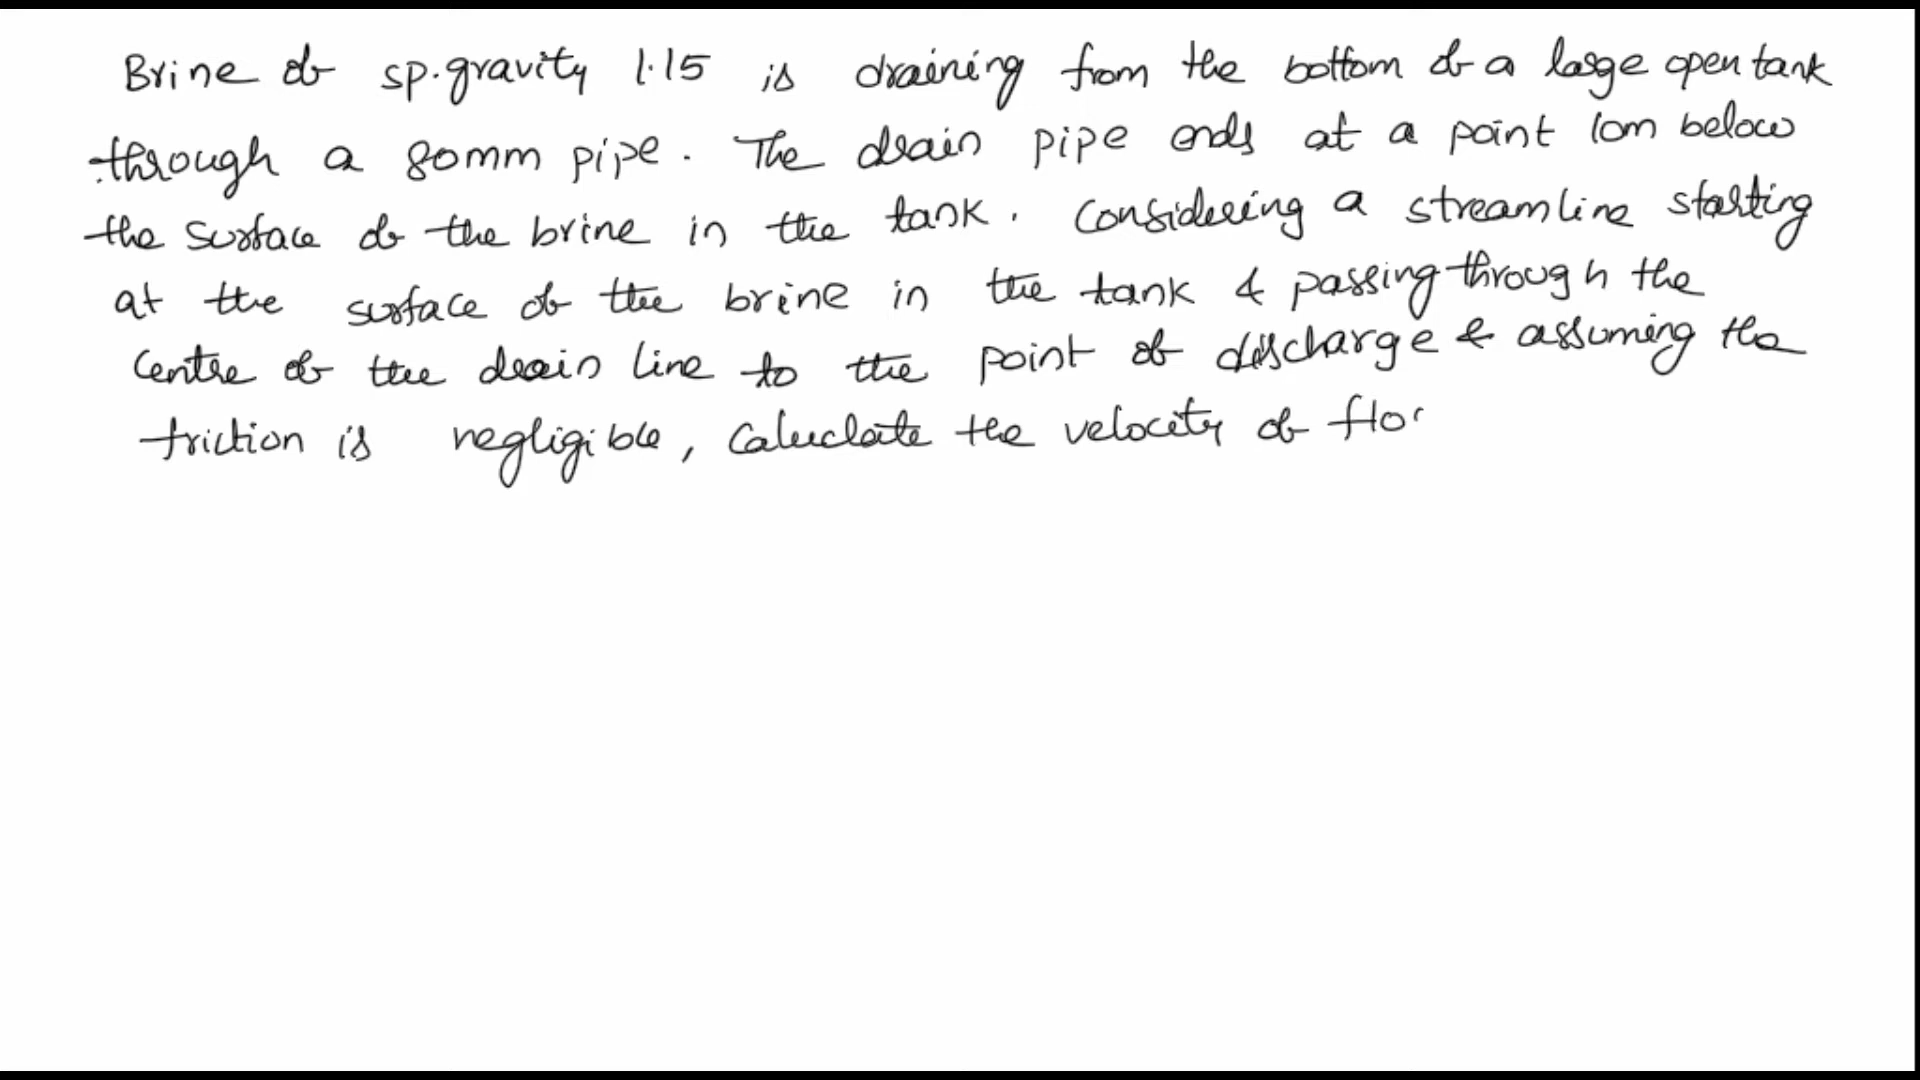 Brine of sp.gravity 1.15 is draining from the bottom of a large open tank
through a 80mm pipe. The drain pipe ends at a point 10m below
the surface of the brine in the tank. Considering a streamline starting
at the surface of the brine in the tank & passing through the
Centre of the drain line to the point of discharge & assuming the
friction is negligible, Calculate the velocity of flo